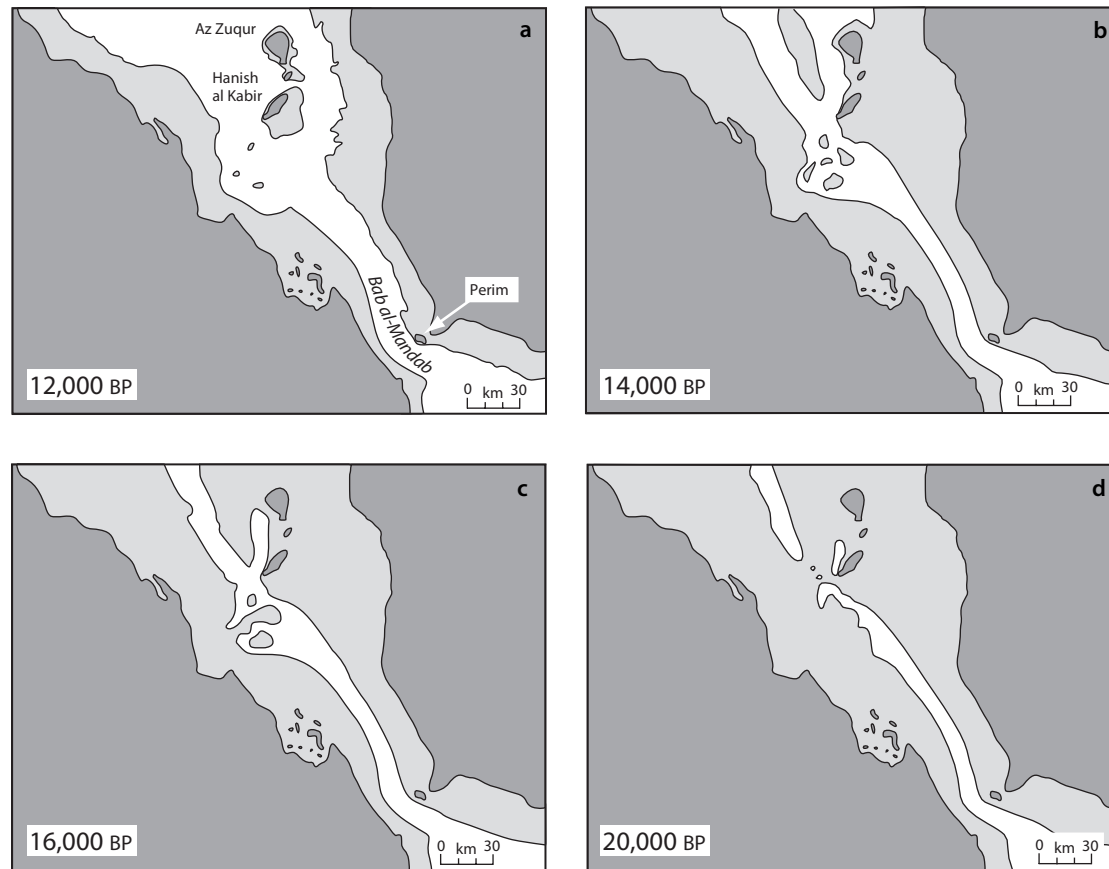 a
Az Zuqur
Hanish
al Kabir
Bab al-Mandab
Perim
12,000 BP
0 km 30
b
14,000 BP
0 km 30
c
16,000 BP
0 km 30
d
20,000 BP
0 km 30